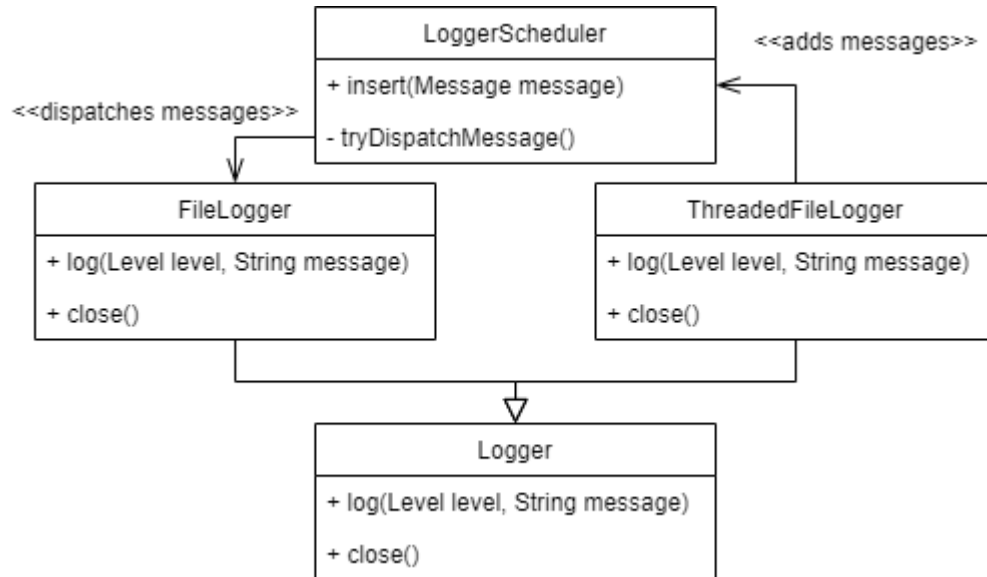 LoggerScheduler
<<adds messages>>
+ insert(Message message)
<<dispatches messages>>
- tryDispatchMessage()
FileLogger
ThreadedFileLogger
+ log(Level level, String message)
+ log(Level level, String message)
+ close()
+ close()
Logger
+ log(Level level, String message)
+ close()